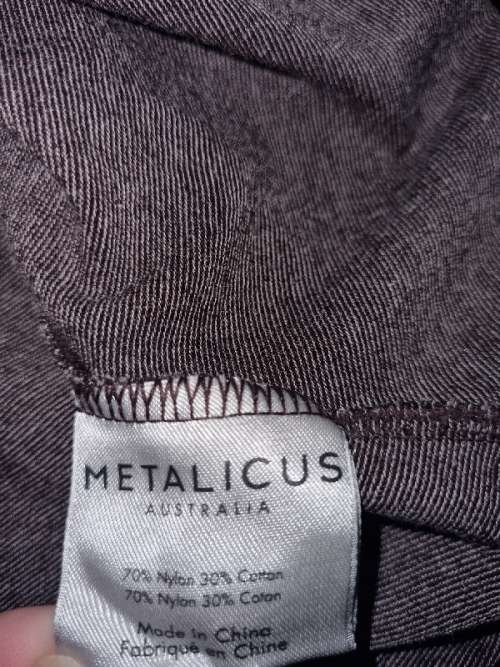 METALICUS
AUSTRALIA
70% Nylon 30% Cotton
70% Nylon 30% Coton
Made in China
Fabriqué en Chine